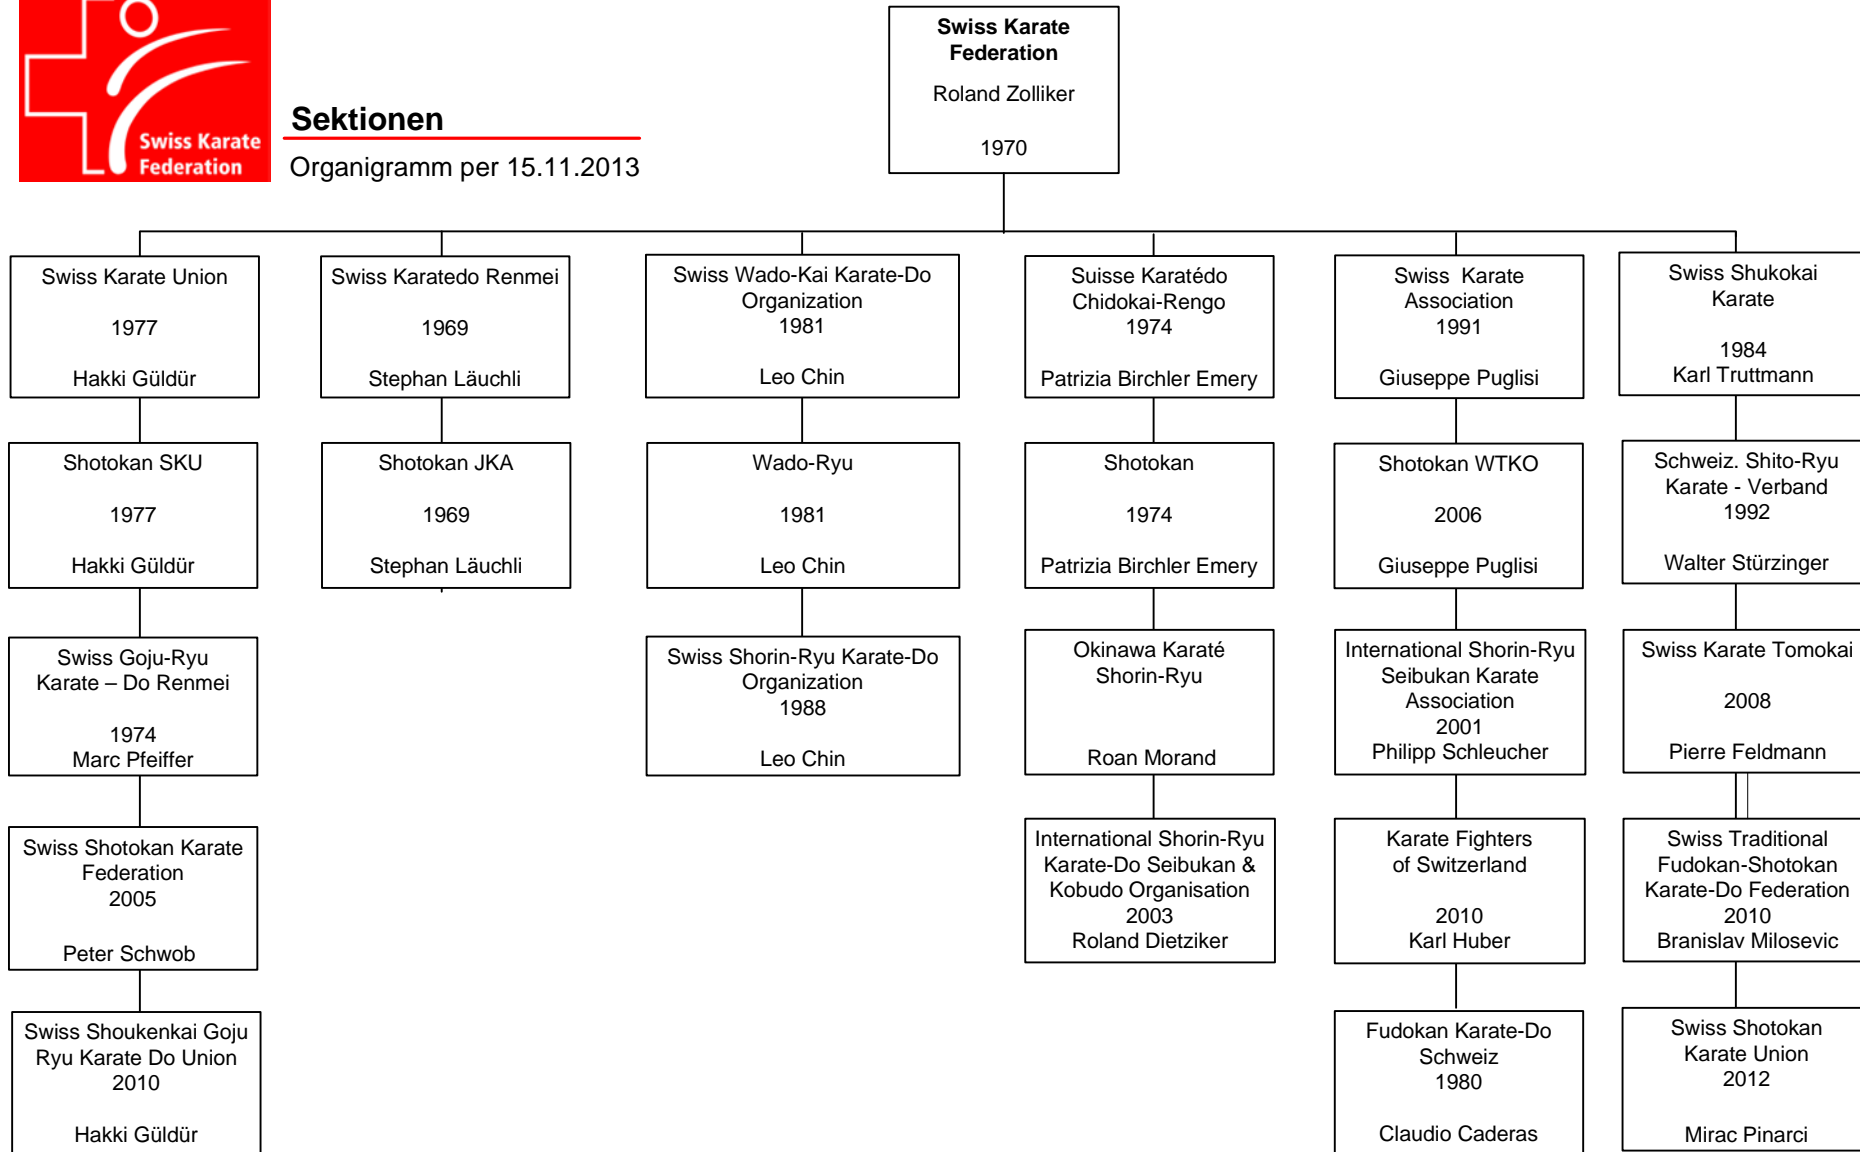 Swiss Karate
Federation
Sektionen
Organigramm per 15.11.2013
Swiss Karate
Federation
Roland Zolliker
1970
Swiss Karate Union
1977
Hakki Güldür
Swiss Karatedo Renmei
1969
Stephan Läuchli
Swiss Wado-Kai Karate-Do
Organization
1981
Leo Chin
Suisse Karatédo
Chidokai-Rengo
1974
Patrizia Birchler Emery
Swiss Karate
Association
1991
Giuseppe Puglisi
Swiss Shukokai
Karate
1984
Karl Truttmann
Shotokan SKU
1977
Hakki Güldür
Shotokan JKA
1969
Stephan Läuchli
Wado-Ryu
1981
Leo Chin
Shotokan
1974
Patrizia Birchler Emery
Shotokan WTKO
2006
Giuseppe Puglisi
Schweiz. Shito-Ryu
Karate - Verband
1992
Walter Stürzinger
Swiss Goju-Ryu
Karate – Do Renmei
1974
Marc Pfeiffer
Swiss Shorin-Ryu Karate-Do
Organization
1988
Leo Chin
Okinawa Karaté
Shorin-Ryu
Roan Morand
International Shorin-Ryu
Seibukan Karate
Association
2001
Philipp Schleucher
Swiss Karate Tomokai
2008
Pierre Feldmann
Swiss Shotokan Karate
Federation
2005
Peter Schwob
International Shorin-Ryu
Karate-Do Seibukan &
Kobudo Organisation
2003
Roland Dietziker
Karate Fighters
of Switzerland
2010
Karl Huber
Swiss Traditional
Fudokan-Shotokan
Karate-Do Federation
2010
Branislav Milosevic
Swiss Shoukenkai Goju
Ryu Karate Do Union
2010
Hakki Güldür
Fudokan Karate-Do
Schweiz
1980
Claudio Caderas
Swiss Shotokan
Karate Union
2012
Mirac Pinarci